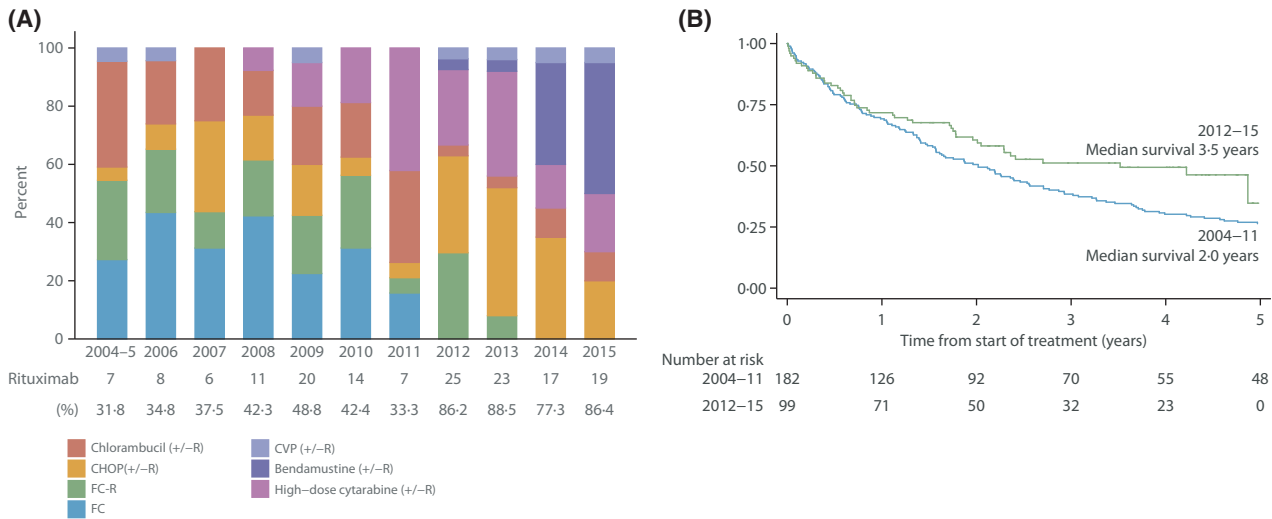 (A)
100
80
60
40
20
0
Percent
2004–5 2006 2007 2008 2009 2010 2011 2012 2013 2014 2015
Rituximab 7 8 6 11 20 14 7 25 23 17 19
(%) 31·8 34·8 37·5 42·3 48·8 42·4 33·3 86·2 88·5 77·3 86·4
Chlorambucil (+/−R)
CHOP(+/−R)
FC-R
FC
CVP (+/−R)
Bendamustine (+/−R)
High−dose cytarabine (+/−R)
(B)
1·00
0·75
0·50
0·25
0·00
2012–15
Median survival 3·5 years
2004–11
Median survival 2·0 years
0 1 2 3 4 5
Time from start of treatment (years)
Number at risk
2004–11 182 126 92 70 55 48
2012–15 99 71 50 32 23 0